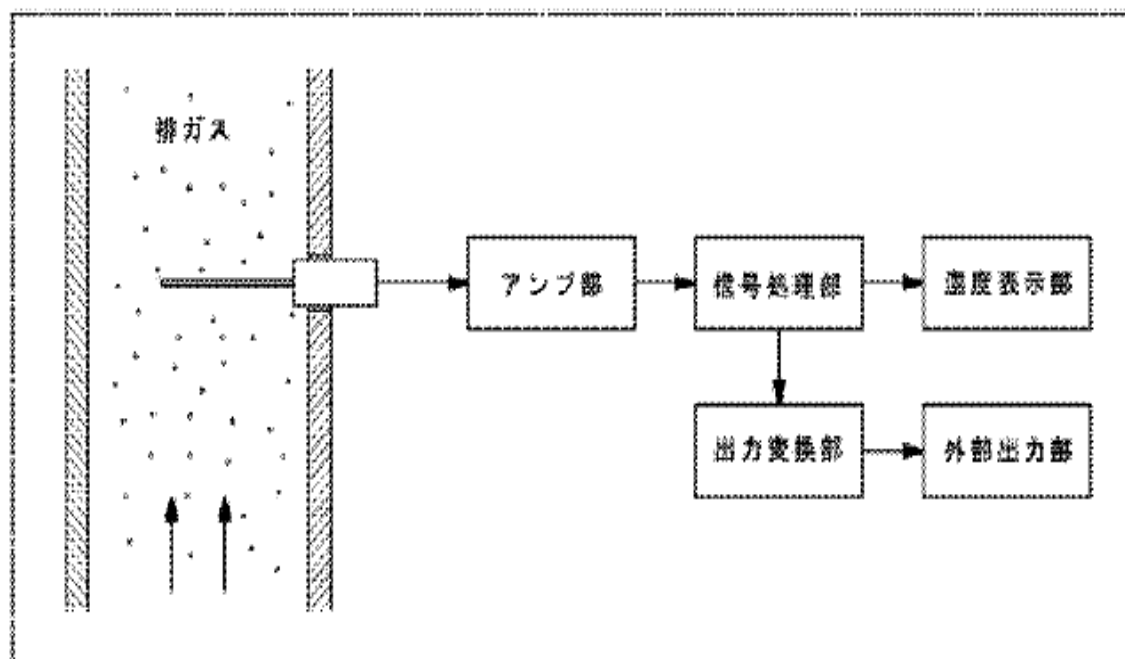 排ガス
アンプ部
信号処理部
濃度表示部
出力変換部
外部出力部